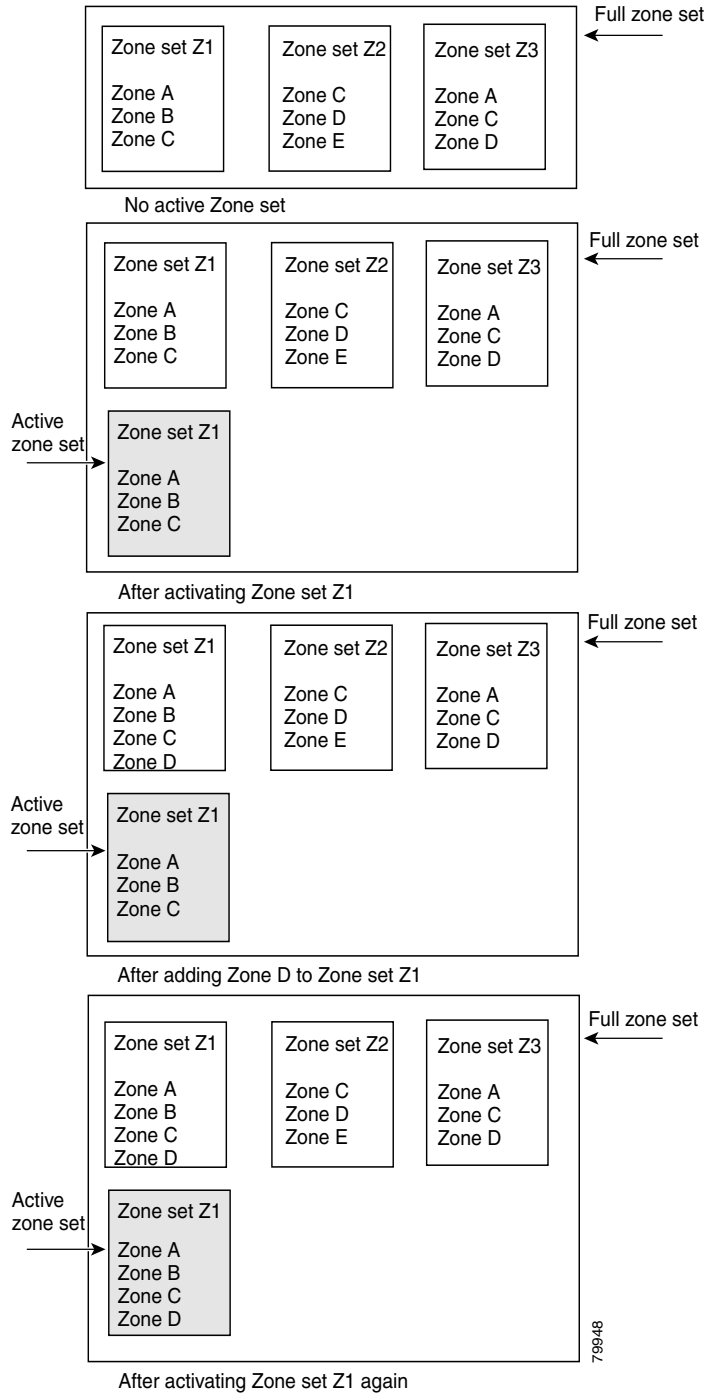 Full zone set
Zone set Z1
Zone A
Zone B
Zone C
Zone set Z2
Zone C
Zone D
Zone E
Zone set Z3
Zone A
Zone C
Zone D
No active Zone set
Full zone set
Zone set Z1
Zone A
Zone B
Zone C
Zone set Z2
Zone C
Zone D
Zone E
Zone set Z3
Zone A
Zone C
Zone D
Active
zone set
Zone set Z1
Zone A
Zone B
Zone C
After activating Zone set Z1
Full zone set
Zone set Z1
Zone A
Zone B
Zone C
Zone D
Zone set Z2
Zone C
Zone D
Zone E
Zone set Z3
Zone A
Zone C
Zone D
Active
zone set
Zone set Z1
Zone A
Zone B
Zone C
After adding Zone D to Zone set Z1
Full zone set
Zone set Z1
Zone A
Zone B
Zone C
Zone D
Zone set Z2
Zone C
Zone D
Zone E
Zone set Z3
Zone A
Zone C
Zone D
Active
zone set
Zone set Z1
Zone A
Zone B
Zone C
Zone D
79948
After activating Zone set Z1 again